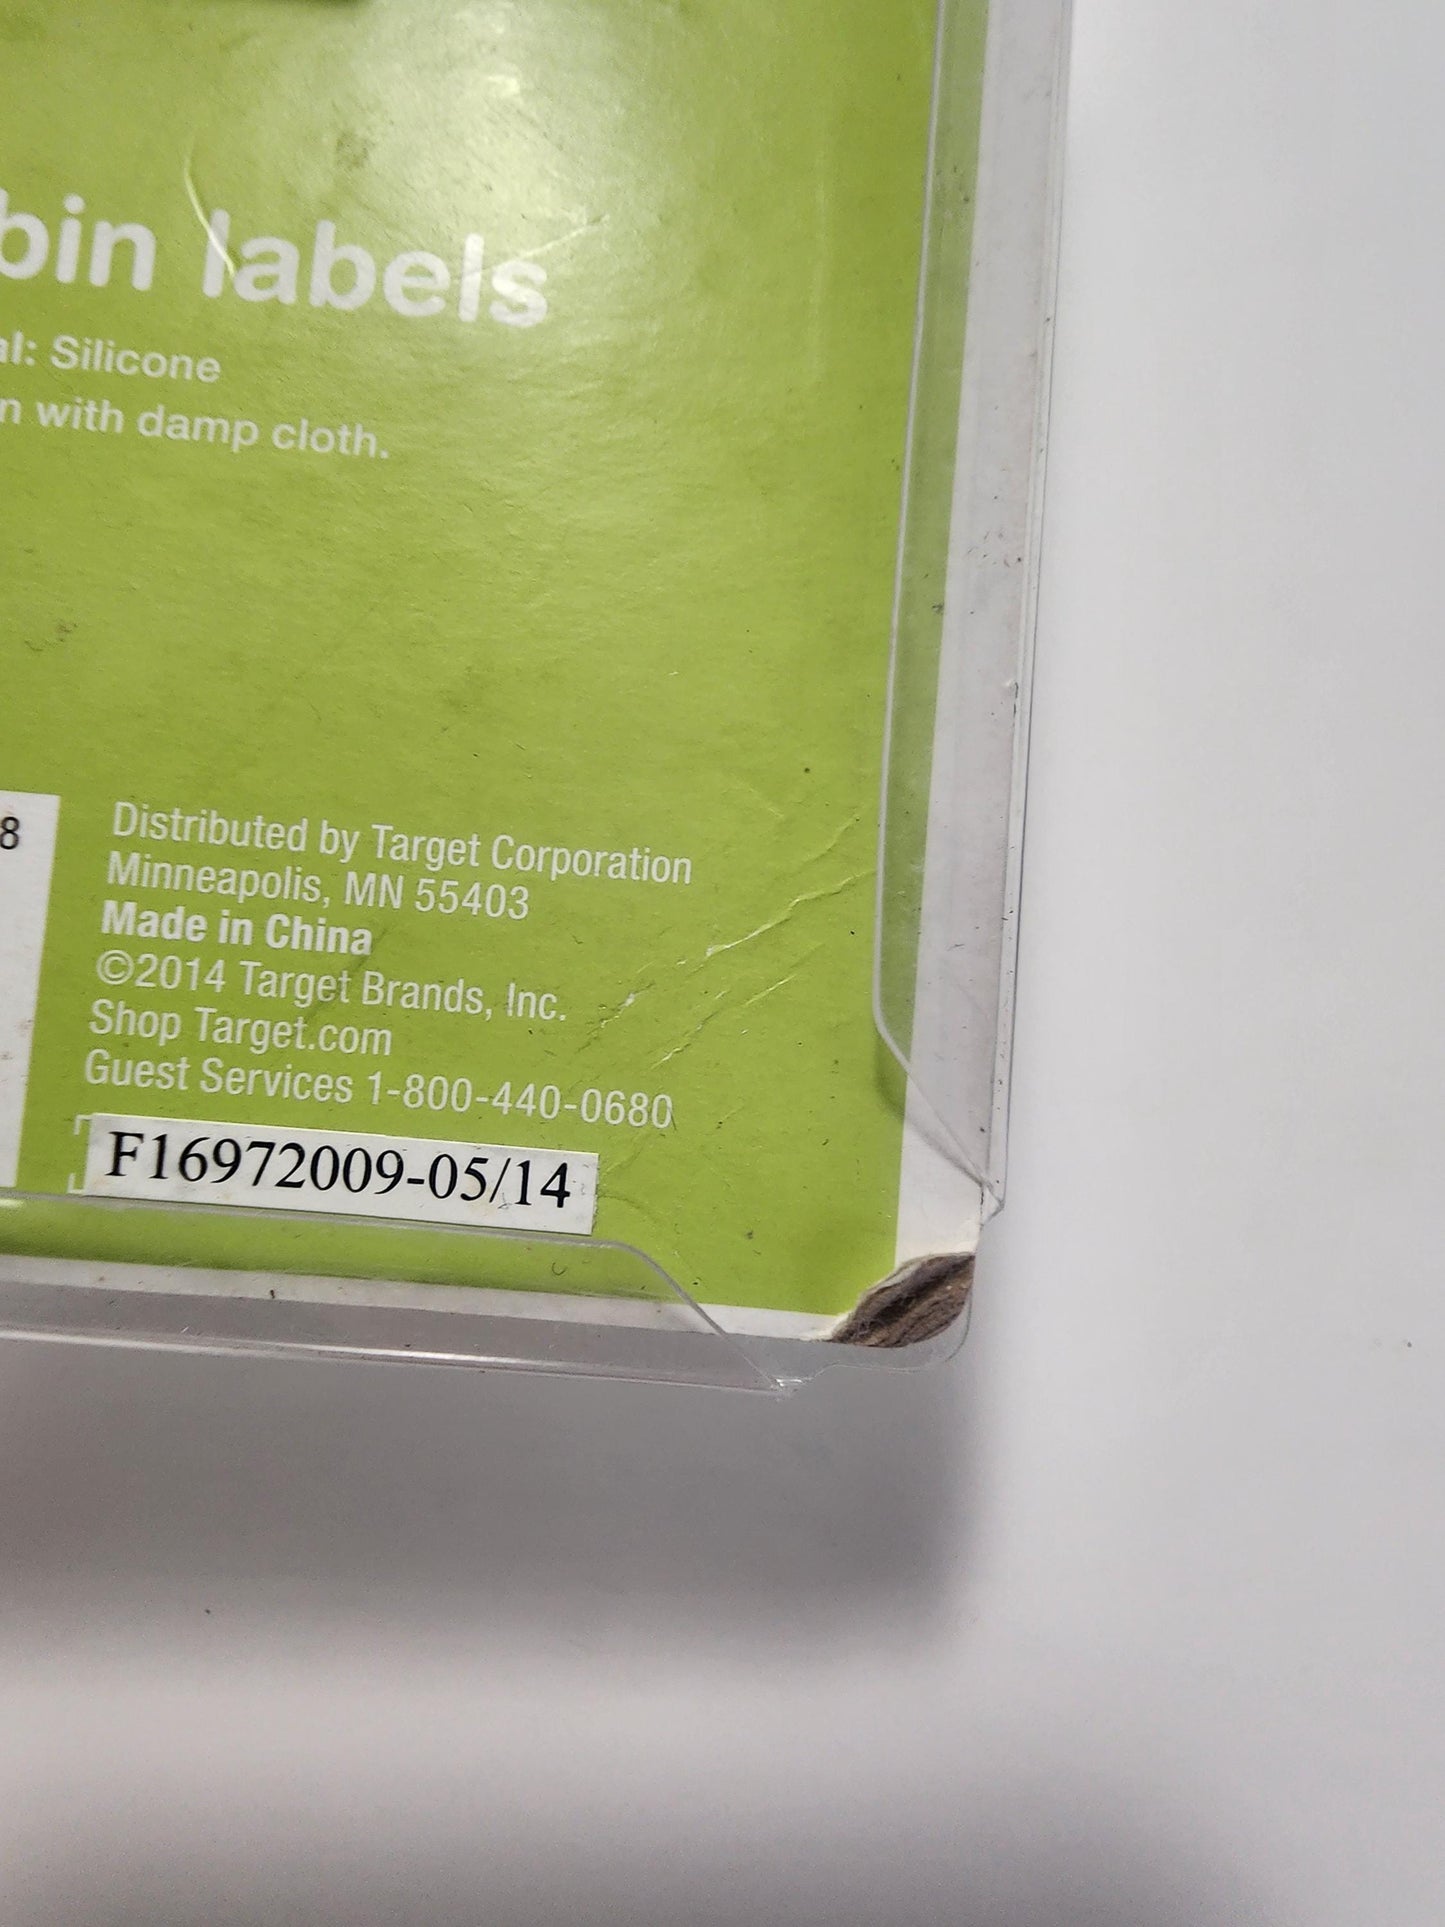 bin labels
al: Silicone
n with damp cloth.
8
Distributed by Target Corporation
Minneapolis, MN 55403
Made in China
©2014 Target Brands, Inc.
Shop Target.com
Guest Services 1-800-440-0680
F16972009-05/14